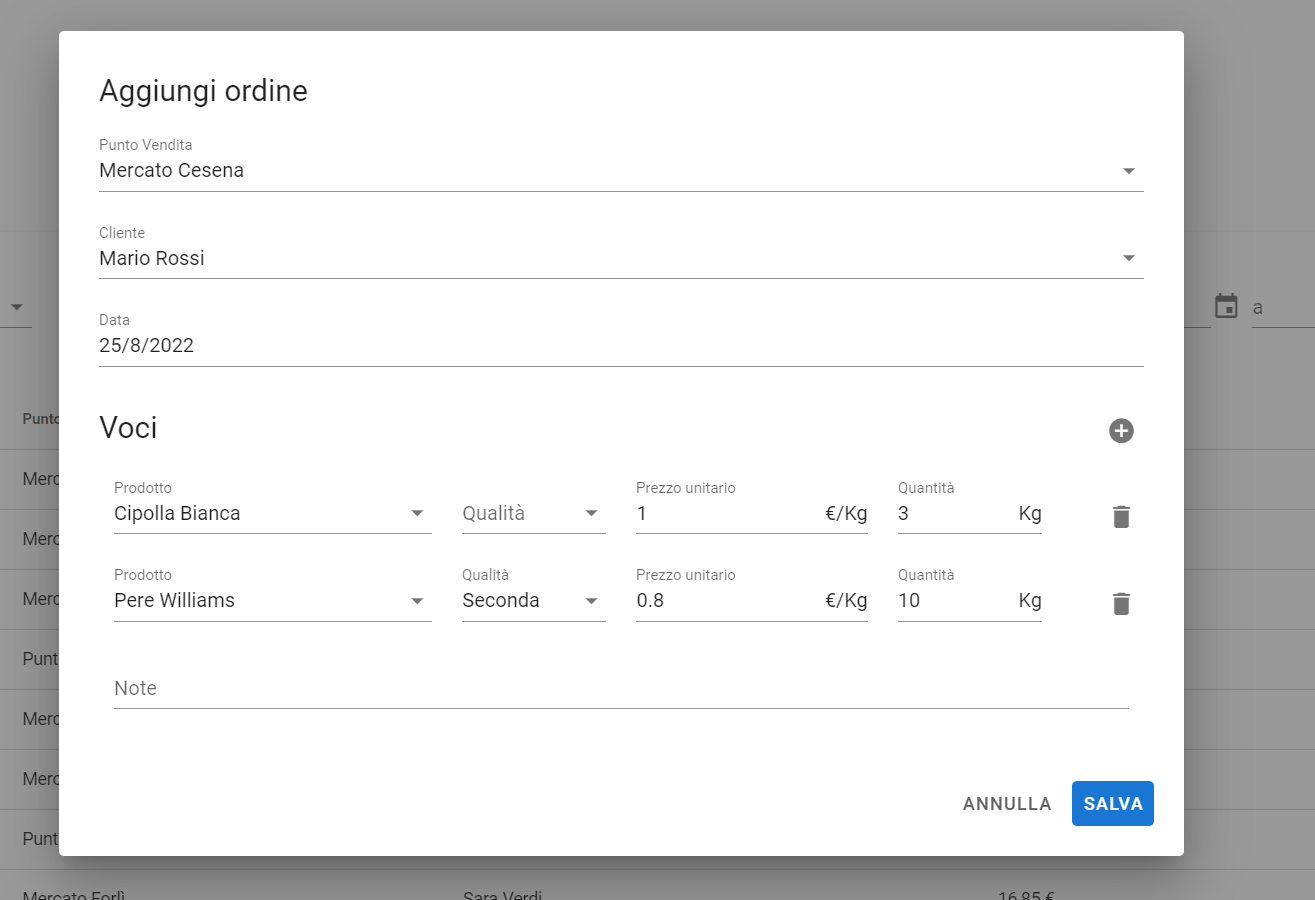 Aggiungi ordine
Punto Vendita
Mercato Cesena
Cliente
Mario Rossi
a
Data
25/8/2022
Punto
Voci
Merc
Prodotto
Cipolla Bianca
Qualità
Prezzo unitario
1 €/Kg
Quantità
3 Kg
Merc
Prodotto
Pere Williams
Qualità
Seconda
Prezzo unitario
0.8 €/Kg
Quantità
10 Kg
Merc
Punt
Note
Merc
Merc
ANNULLA SALVA
Punt
Mercato Forlì Sara Verdi 16,85 €